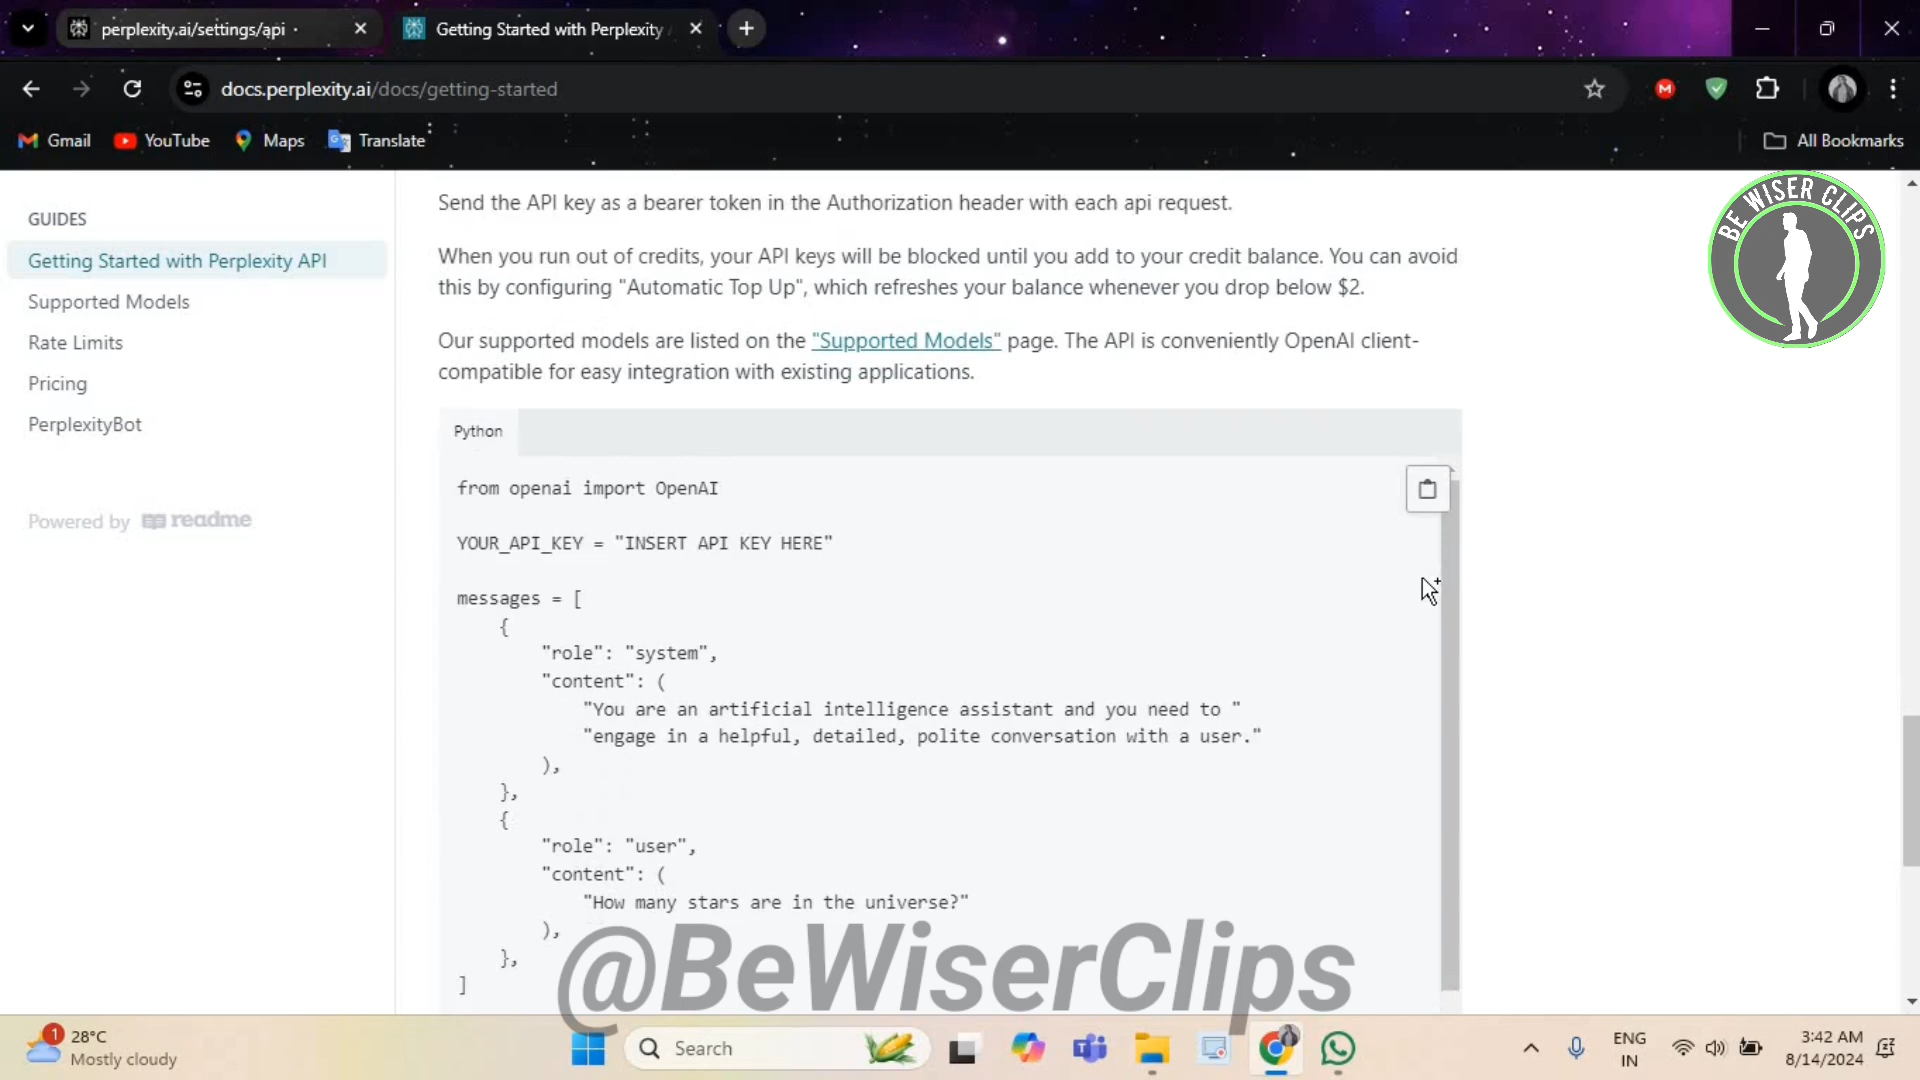 perplexity.ai/settings/api
Getting Started with Perplexity
docs.perplexity.ai/docs/getting-started
Gmail
YouTube
Maps
Translate
All Bookmarks
BE WISER CLIPS
GUIDES
Getting Started with Perplexity API
Supported Models
Rate Limits
Pricing
PerplexityBot
Powered by readme
Send the API key as a bearer token in the Authorization header with each api request.
When you run out of credits, your API keys will be blocked until you add to your credit balance. You can avoid
this by configuring "Automatic Top Up", which refreshes your balance whenever you drop below $2.
Our supported models are listed on the "Supported Models" page. The API is conveniently OpenAI client-
compatible for easy integration with existing applications.
Python
from openai import OpenAI
YOUR_API_KEY = "INSERT API KEY HERE"
messages = [
{
"role": "system",
"content": (
"You are an artificial intelligence assistant and you need to "
"engage in a helpful, detailed, polite conversation with a user."
),
},
{
"role": "user",
"content": (
"How many stars are in the universe?"
),
},
]
@BeWiserClips
1
28°C
Mostly cloudy
Search
ENG
IN
3:42 AM
8/14/2024